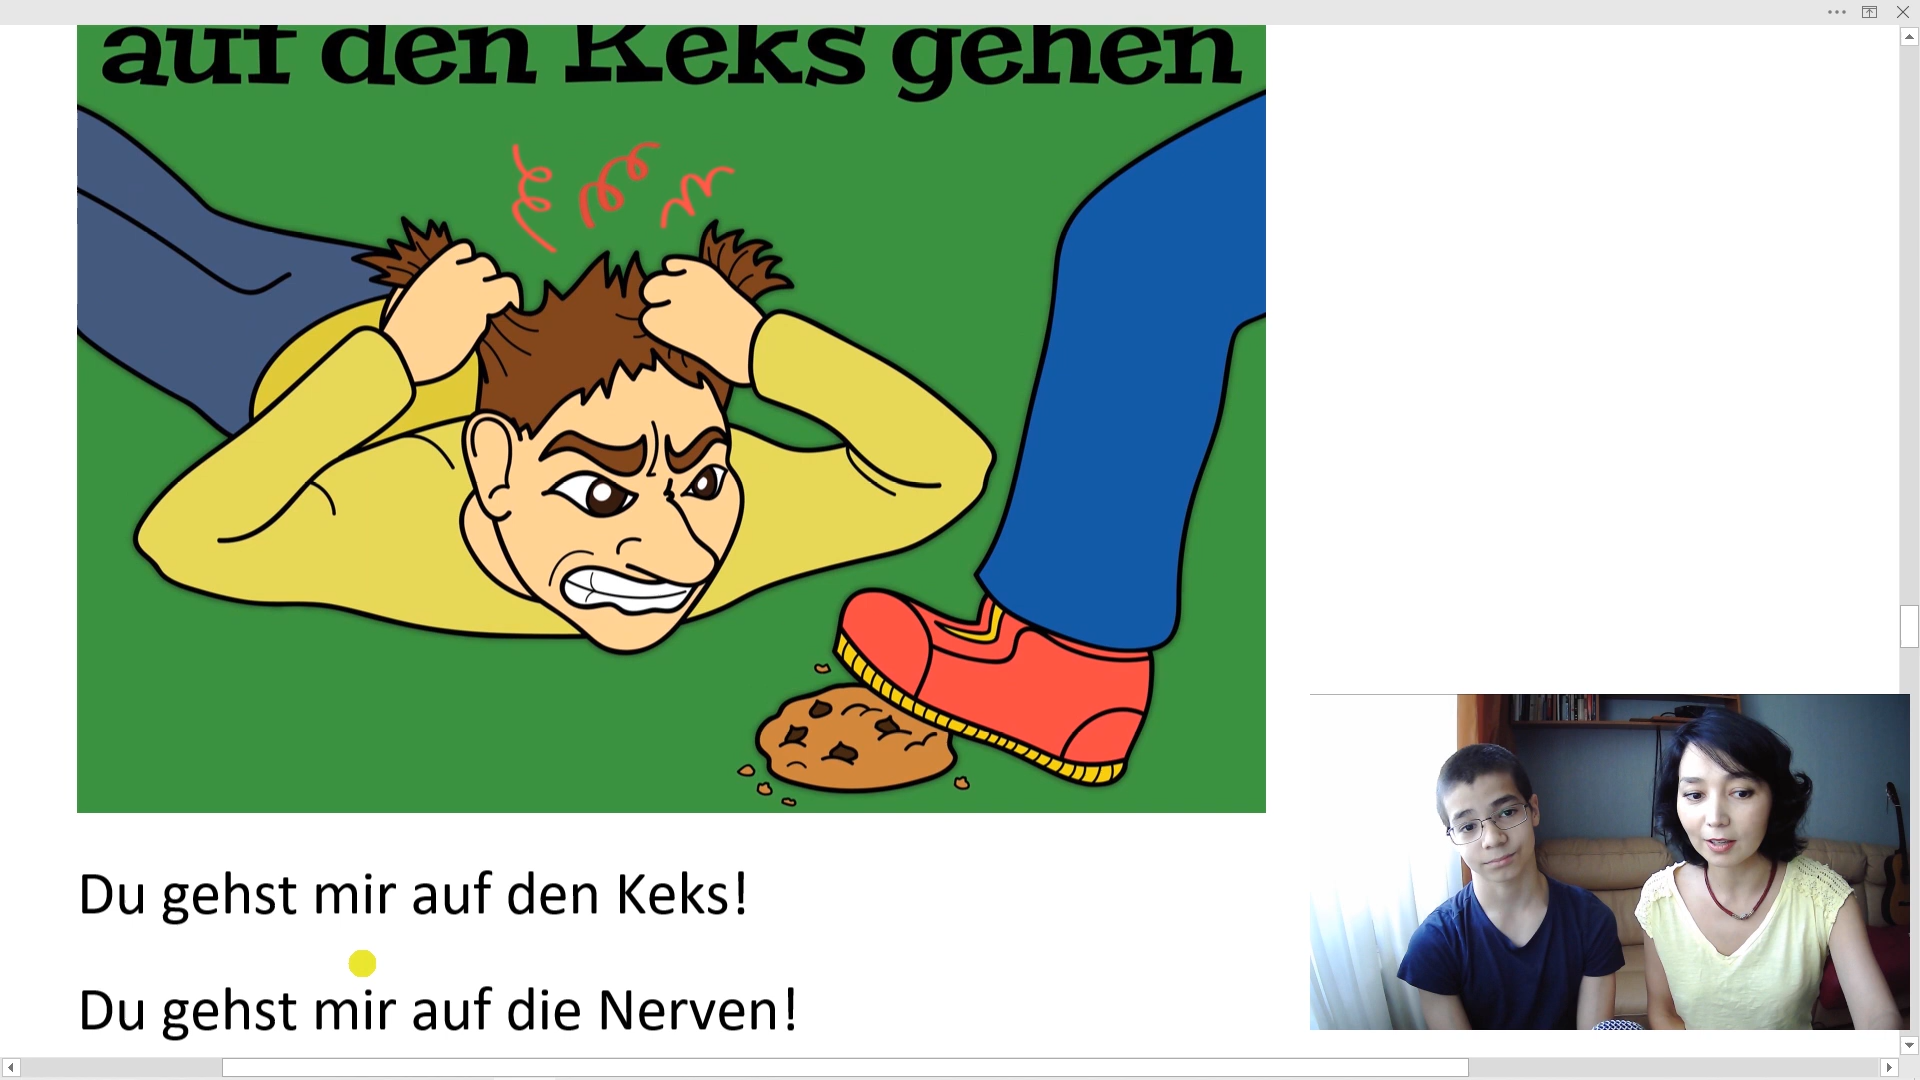 auf den Keks gehen
Du gehst mir auf den Keks!
Du gehst mir auf die Nerven!